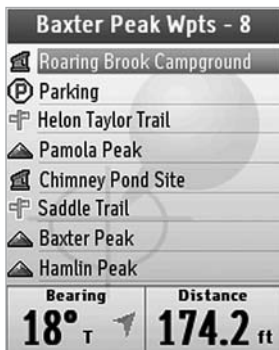 Baxter Peak Wpts - 8
Roaring Brook Campground
P Parking
Helon Taylor Trail
Pamola Peak
Chimney Pond Site
Saddle Trail
Baxter Peak
Hamlin Peak
Bearing Distance
18° T 174.2 ft